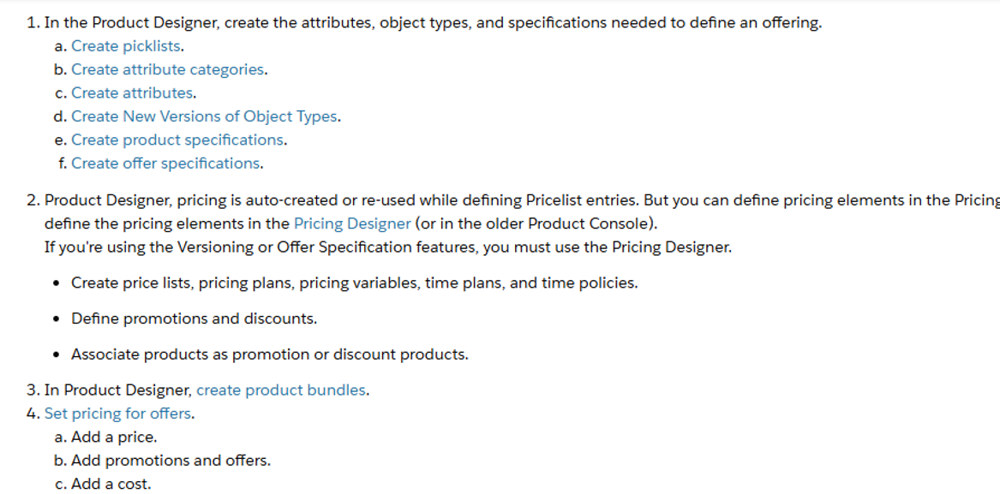 1. In the Product Designer, create the attributes, object types, and specifications needed to define an offering.
a. Create picklists.
b. Create attribute categories.
c. Create attributes.
d. Create New Versions of Object Types.
e. Create product specifications.
f. Create offer specifications.
2. Product Designer, pricing is auto-created or re-used while defining Pricelist entries. But you can define pricing elements in the Pricing
define the pricing elements in the Pricing Designer (or in the older Product Console).
If you're using the Versioning or Offer Specification features, you must use the Pricing Designer.
• Create price lists, pricing plans, pricing variables, time plans, and time policies.
• Define promotions and discounts.
• Associate products as promotion or discount products.
3. In Product Designer, create product bundles.
4. Set pricing for offers.
a. Add a price.
b. Add promotions and offers.
c. Add a cost.